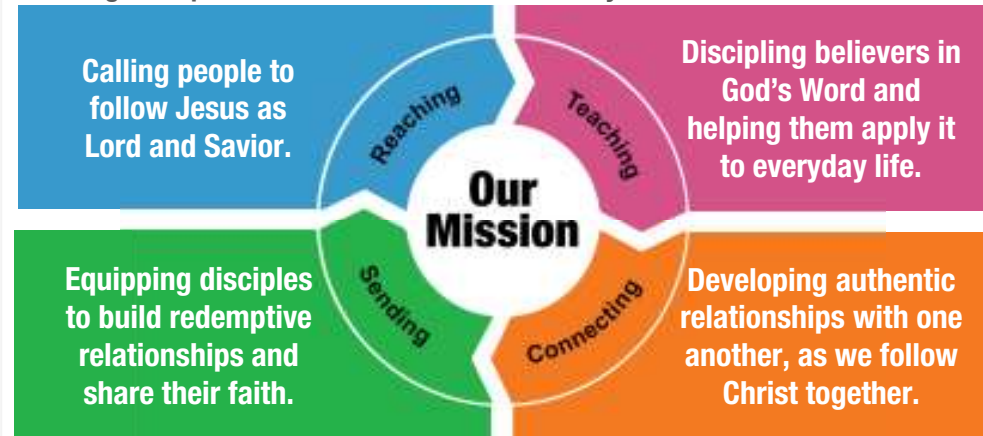 Calling people to
follow Jesus as
Lord and Savior.
Reaching
Teaching
Discipling believers in
God's Word and
helping them apply it
to everyday life.
Our
Mission
Equipping disciples
to build redemptive
relationships and
share their faith.
Sending
Connecting
Developing authentic
relationships with one
another, as we follow
Christ together.